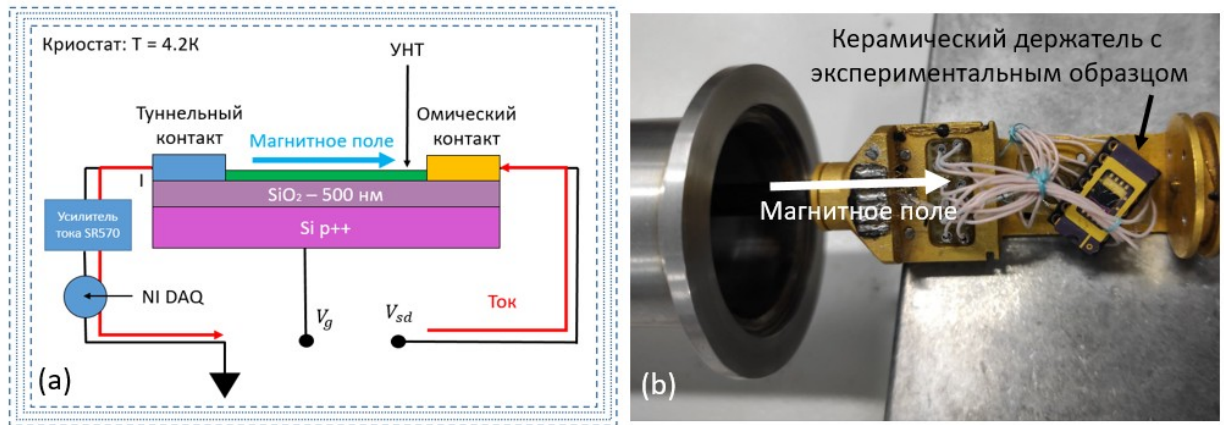 Криостат: T = 4.2К
УНТ
Туннельный
контакт
Магнитное поле
Омический
контакт
I
SiO₂ – 500 нм
Усилитель
тока SR570
Si p++
NI DAQ
Ток
V_g
V_sd
(a)
Керамический держатель с
экспериментальным образцом
Магнитное поле
(b)